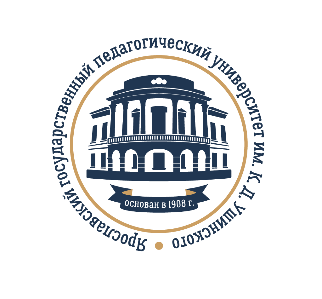 Ярославский государственный педагогический университет им. К. Д. Ушинского
основан в 1908 г.